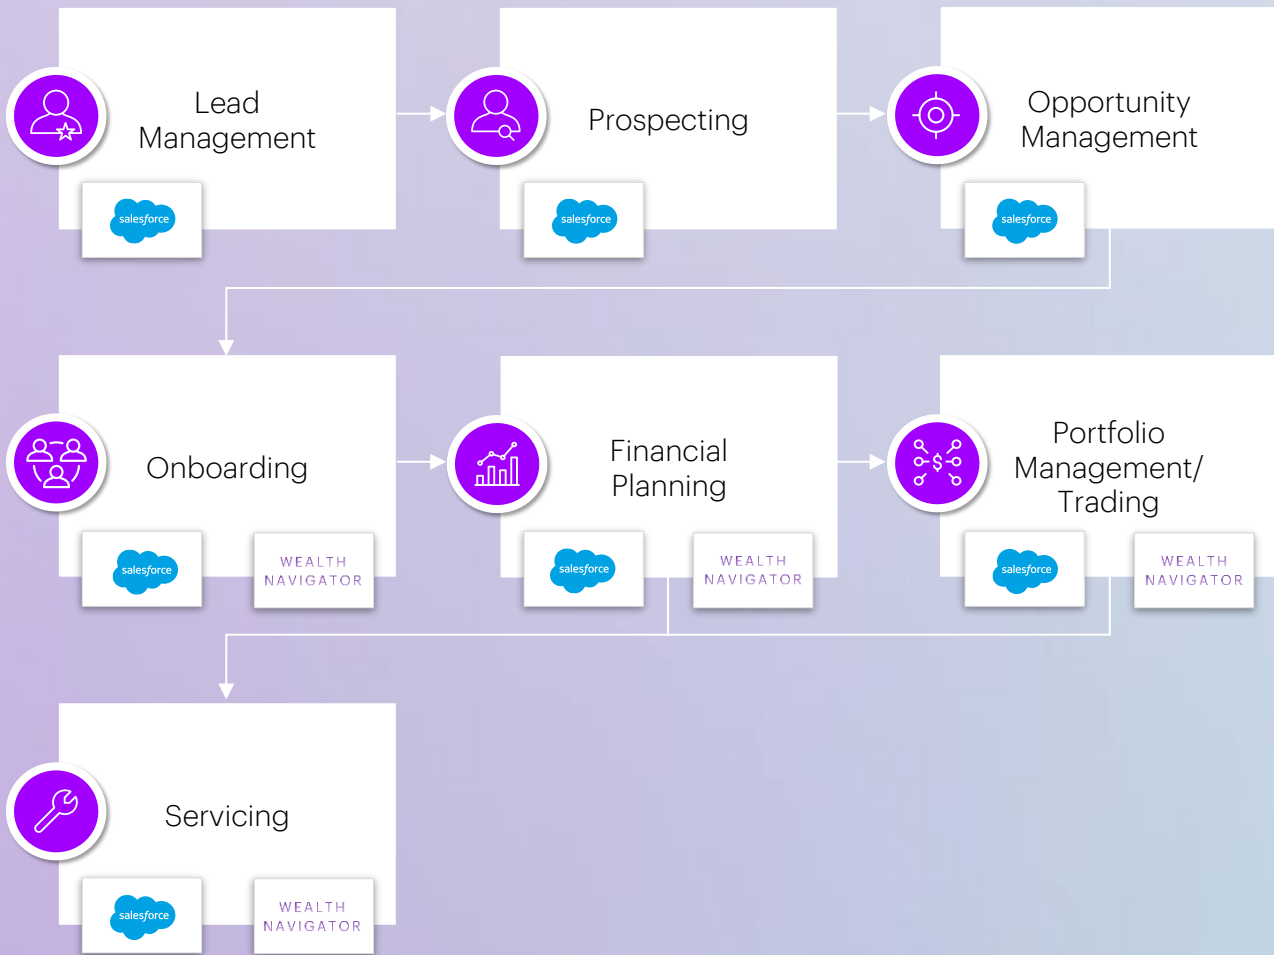 Lead
Management
salesforce
Prospecting
salesforce
Opportunity
Management
salesforce
Onboarding
salesforce
WEALTH
NAVIGATOR
Financial
Planning
salesforce
WEALTH
NAVIGATOR
Portfolio
Management/
Trading
$
salesforce
WEALTH
NAVIGATOR
Servicing
salesforce
WEALTH
NAVIGATOR